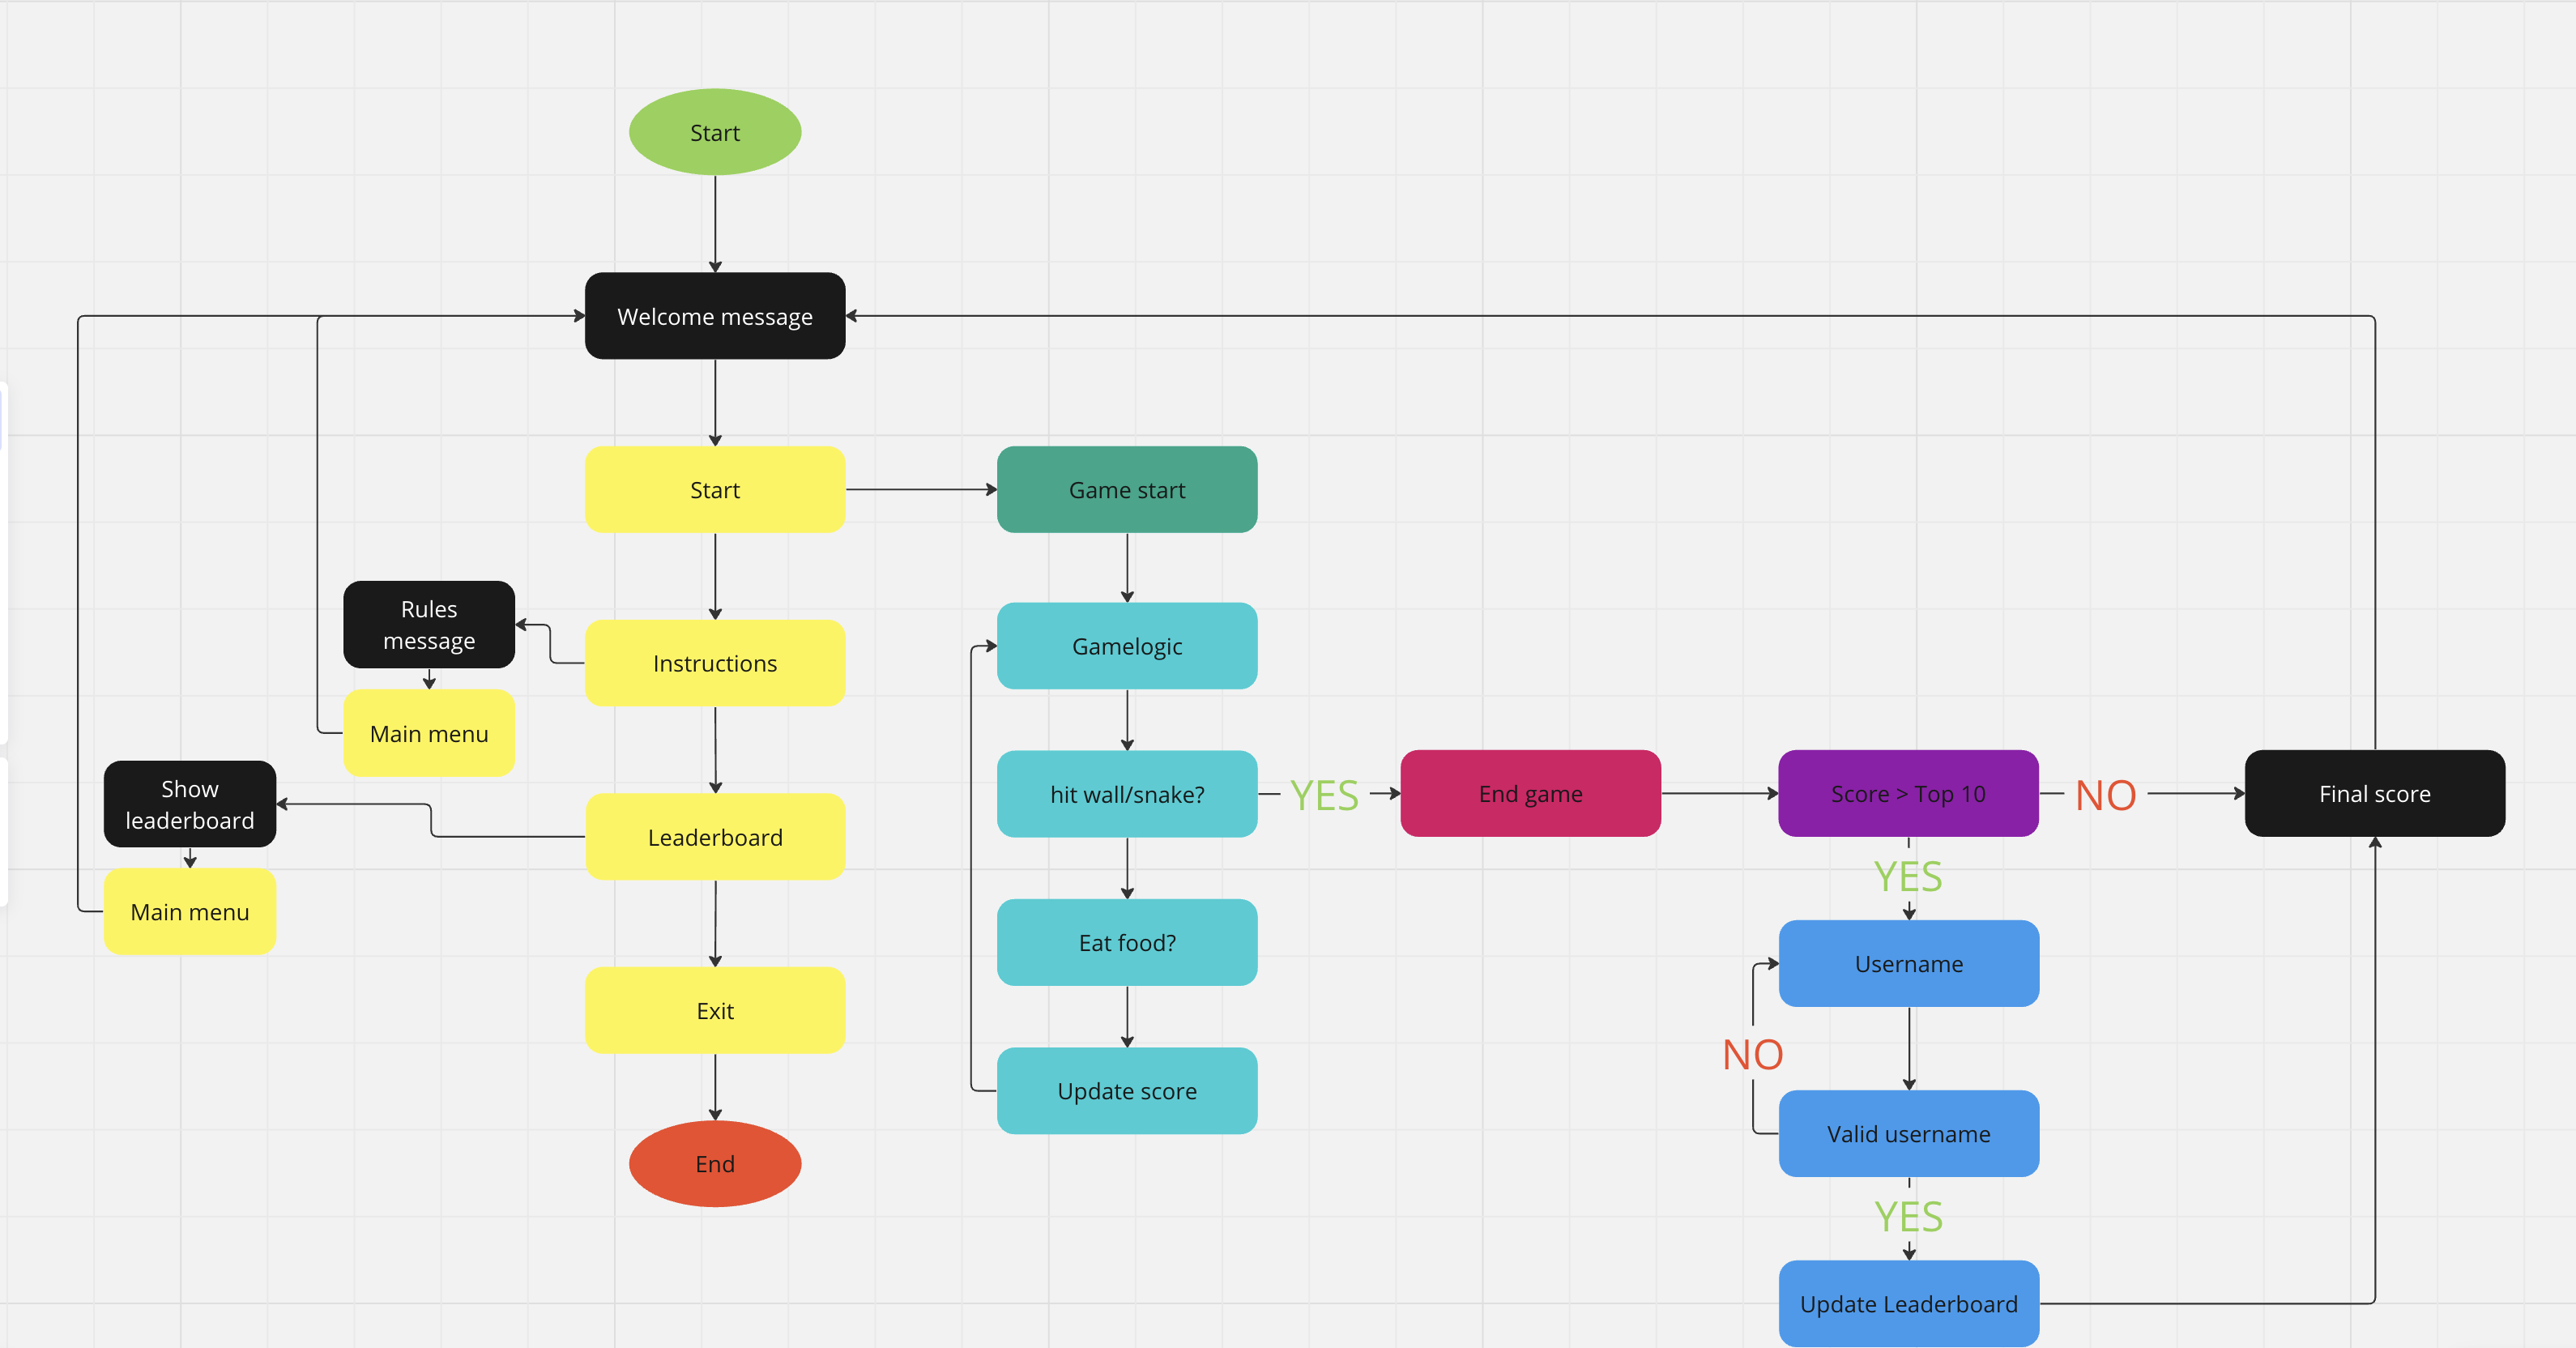 Start
Welcome message
Start
Game start
Rules
message
Gamelogic
Instructions
Main menu
Show
leaderboard
Leaderboard
hit wall/snake?
YES
End game
Score > Top 10
NO
Final score
YES
Main menu
Eat food?
Username
Exit
NO
Update score
Valid username
End
YES
Update Leaderboard